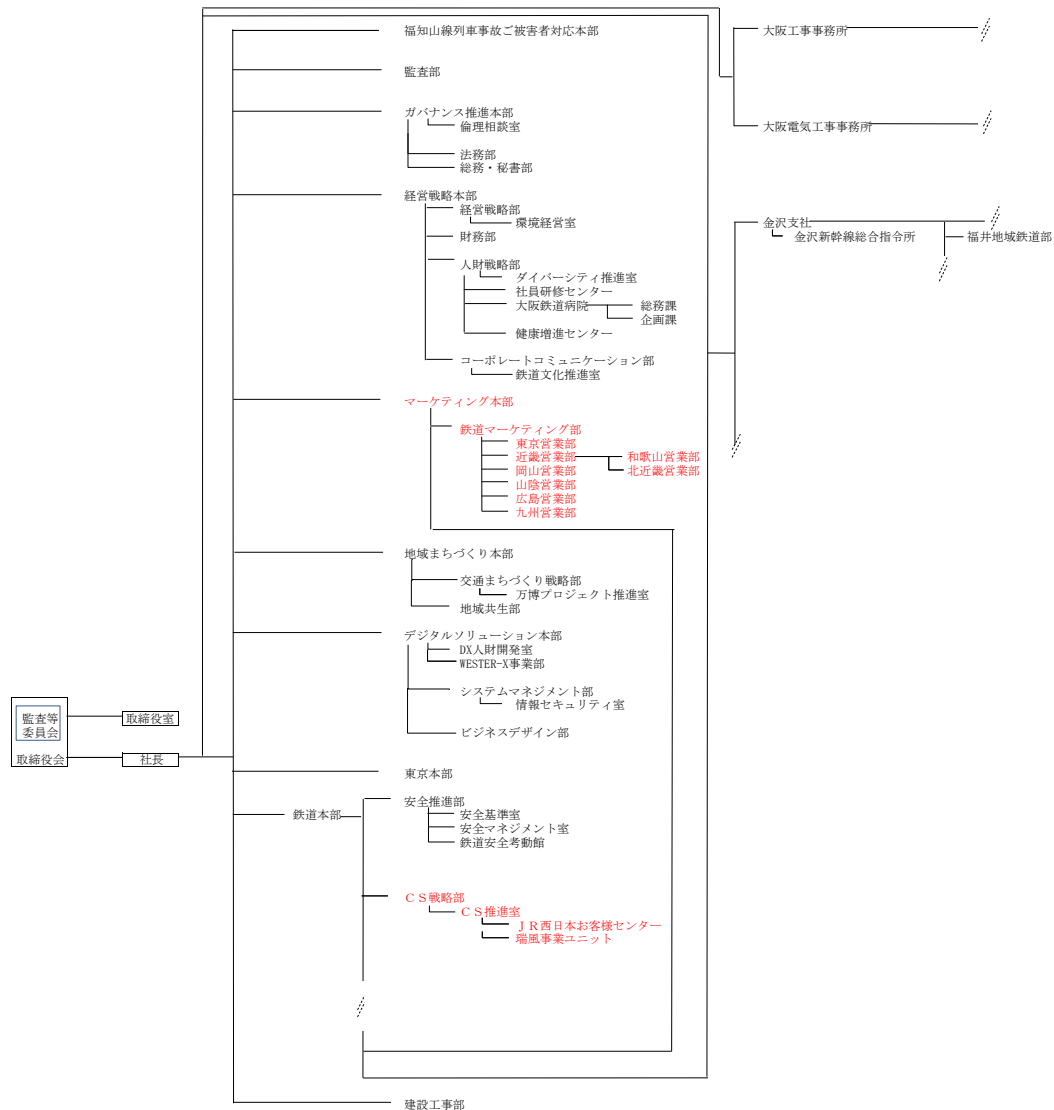 福知山線列車事故ご被害者対応本部
監査部
ガバナンス推進本部
倫理相談室
法務部
総務・秘書部
経営戦略本部
経営戦略部
環境経営室
財務部
人財戦略部
ダイバーシティ推進室
社員研修センター
大阪鉄道病院
総務課
企画課
健康増進センター
コーポレートコミュニケーション部
鉄道文化推進室
マーケティング本部
鉄道マーケティング部
東京営業部
近畿営業部
和歌山営業部
北近畿営業部
岡山営業部
山陰営業部
広島営業部
九州営業部
地域まちづくり本部
交通まちづくり戦略部
万博プロジェクト推進室
地域共生部
デジタルソリューション本部
DX人財開発室
WESTER-X事業部
システムマネジメント部
情報セキュリティ室
ビジネスデザイン部
監査等
委員会
取締役会
取締役室
社長
東京本部
鉄道本部
安全推進部
安全基準室
安全マネジメント室
鉄道安全考動館
ＣＳ戦略部
ＣＳ推進室
ＪＲ西日本お客様センター
瑞風事業ユニット
建設工事部
大阪工事事務所
大阪電気工事事務所
金沢支社
金沢新幹線総合指令所
福井地域鉄道部